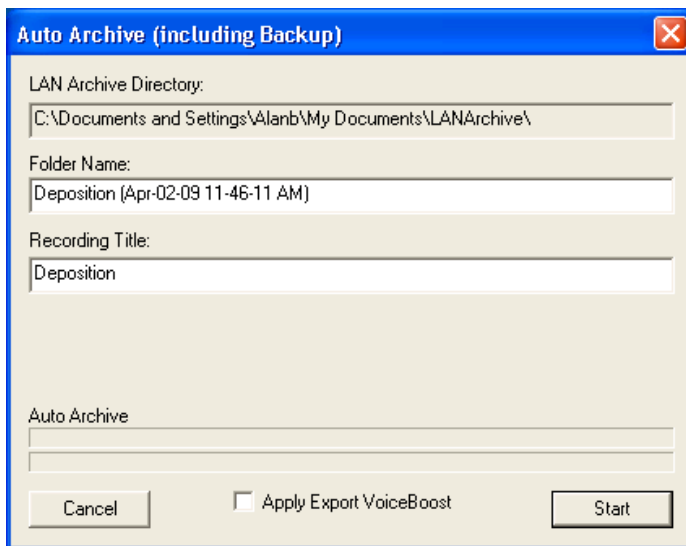 Auto Archive (including Backup)
LAN Archive Directory:
C:\Documents and Settings\Alanb\My Documents\LANArchive\
Folder Name:
Deposition (Apr-02-09 11-46-11 AM)
Recording Title:
Deposition
Auto Archive
Cancel
Apply Export VoiceBoost
Start